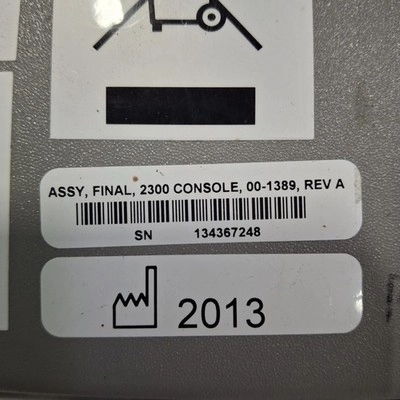 ASSY, FINAL, 2300 CONSOLE, 00-1389, REV A
SN 134367248
2013